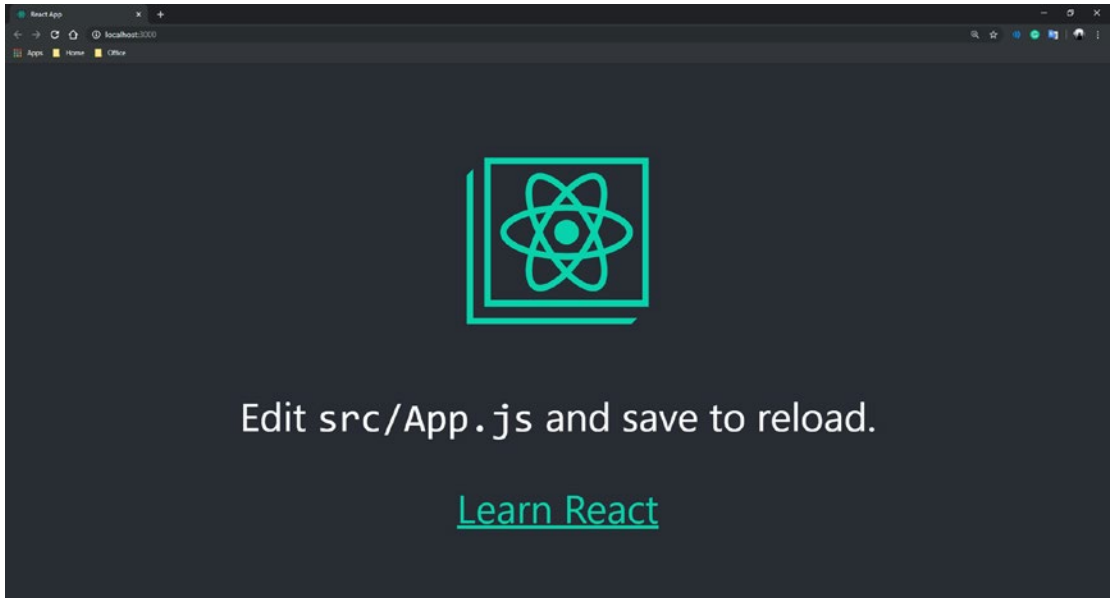 React App
localhost:3000
Apps Home Office
Edit src/App.js and save to reload.
Learn React